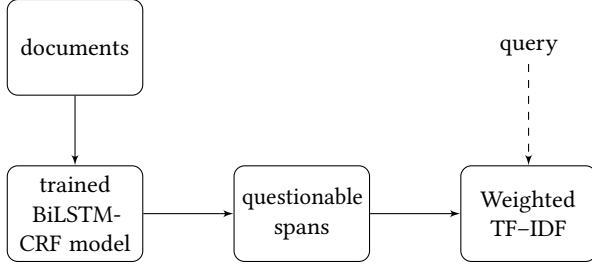 documents
query
trained
BiLSTM-
CRF model
questionable
spans
Weighted
TF–IDF